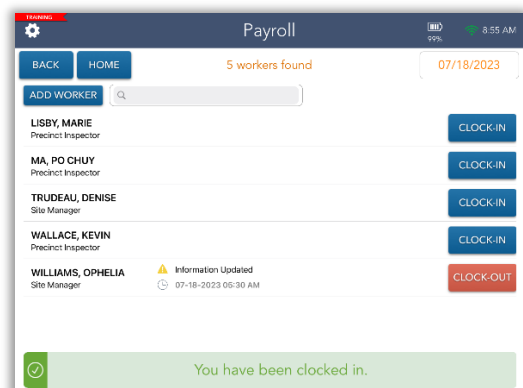 TRAINING
Payroll
99%
8:55 AM
BACK
HOME
5 workers found
07/18/2023
ADD WORKER
LISBY, MARIE
Precinct Inspector
CLOCK-IN
MA, PO CHUY
Precinct Inspector
CLOCK-IN
TRUDEAU, DENISE
Site Manager
CLOCK-IN
WALLACE, KEVIN
Precinct Inspector
CLOCK-IN
WILLIAMS, OPHELIA
Site Manager
Information Updated
07-18-2023 05:30 AM
CLOCK-OUT
You have been clocked in.